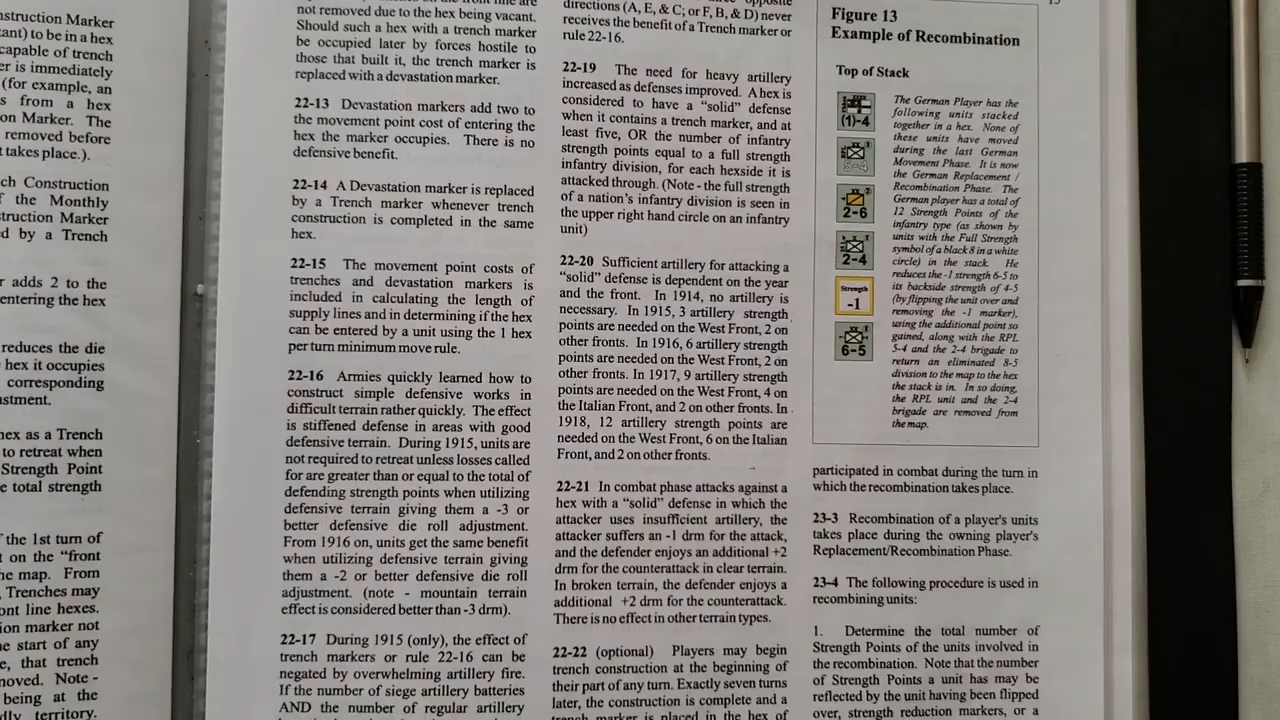 nstruction Marker
ant) to be in a hex
capable of trench
er is immediately
(for example, an
s from a hex
on Marker. The
removed before
t takes place.).
ch Construction
f the Monthly
struction Marker
ed by a Trench
r adds 2 to the
entering the hex
reduces the die
hex it occupies
corresponding
ustment.
hex as a Trench
to retreat when
Strength Point
e total strength
f the 1st turn of
t on the “front
he map. From
, Trenches may
ont line hexes.
ion marker not
he start of any
e, that trench
noved. Note -
being at the
dly territory.
not removed due to the hex being vacant.
Should such a hex with a trench marker
be occupied later by forces hostile to
those that built it, the trench marker is
replaced with a devastation marker.
22-13 Devastation markers add two to
the movement point cost of entering the
hex the marker occupies. There is no
defensive benefit.
22-14 A Devastation marker is replaced
by a Trench marker whenever trench
construction is completed in the same
hex.
22-15 The movement point costs of
trenches and devastation markers is
included in calculating the length of
supply lines and in determining if the hex
can be entered by a unit using the 1 hex
per turn minimum move rule.
22-16 Armies quickly learned how to
construct simple defensive works in
difficult terrain rather quickly. The effect
is stiffened defense in areas with good
defensive terrain. During 1915, units are
not required to retreat unless losses called
for are greater than or equal to the total of
defending strength points when utilizing
defensive terrain giving them a -3 or
better defensive die roll adjustment.
From 1916 on, units get the same benefit
when utilizing defensive terrain giving
them a -2 or better defensive die roll
adjustment. (note - mountain terrain
effect is considered better than -3 drm).
22-17 During 1915 (only), the effect of
trench markers or rule 22-16 can be
negated by overwhelming artillery fire.
If the number of siege artillery batteries
AND the number of regular artillery
directions (A, E, & C; or F, B, & D) never
receives the benefit of a Trench marker or
rule 22-16.
22-19 The need for heavy artillery
increased as defenses improved. A hex is
considered to have a “solid” defense
when it contains a trench marker, and at
least five, OR the number of infantry
strength points equal to a full strength
infantry division, for each hexside it is
attacked through. (Note - the full strength
of a nation's infantry division is seen in
the upper right hand circle on an infantry
unit)
22-20 Sufficient artillery for attacking a
“solid” defense is dependent on the year
and the front. In 1914, no artillery is
necessary. In 1915, 3 artillery strength
points are needed on the West Front, 2 on
other fronts. In 1916, 6 artillery strength
points are needed on the West Front, 2 on
other fronts. In 1917, 9 artillery strength
points are needed on the West Front, 4 on
the Italian Front, and 2 on other fronts. In
1918, 12 artillery strength points are
needed on the West Front, 6 on the Italian
Front, and 2 on other fronts.
22-21 In combat phase attacks against a
hex with a “solid” defense in which the
attacker uses insufficient artillery, the
attacker suffers an -1 drm for the attack,
and the defender enjoys an additional +2
drm for the counterattack in clear terrain.
In broken terrain, the defender enjoys a
additional +2 drm for the counterattack.
There is no effect in other terrain types.
22-22 (optional) Players may begin
trench construction at the beginning of
their part of any turn. Exactly seven turns
later, the construction is complete and a
trench marker is placed in the hex of
Figure 13
Example of Recombination
Top of Stack
(1)-4
5-4
2-6
2-4
Strength
-1
6-5
The German Player has the
following units stacked
together in a hex. None of
these units have moved
during the last German
Movement Phase. It is now
the German Replacement /
Recombination Phase. The
German player has a total of
12 Strength Points of the
infantry type (as shown by
units with the Full Strength
symbol of a black 8 in a white
circle) in the stack. He
reduces the -1 strength 6-5 to
its backside strength of 4-5
(by flipping the unit over and
removing the -1 marker),
using the additional point so
gained, along with the RPL
5-4 and the 2-4 brigade to
return an eliminated 8-5
division to the map to the hex
the stack is in. In so doing,
the RPL unit and the 2-4
brigade are removed from
the map.
participated in combat during the turn in
which the recombination takes place.
23-3 Recombination of a player's units
takes place during the owning player's
Replacement/Recombination Phase.
23-4 The following procedure is used in
recombining units:
1. Determine the total number of
Strength Points of the units involved in
the recombination. Note that the number
of Strength Points a unit has may be
reflected by the unit having been flipped
over, strength reduction markers, or a